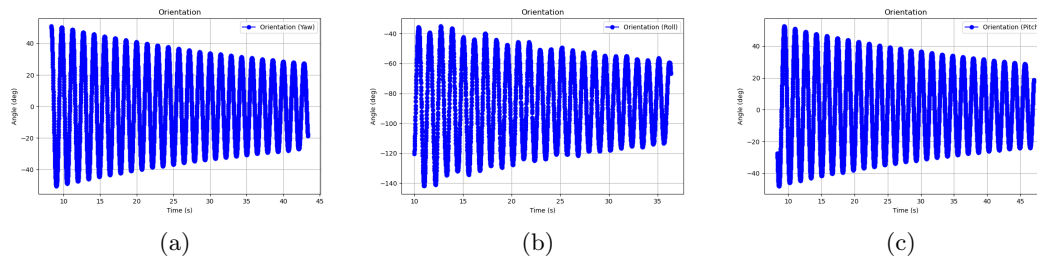 Orientation
Orientation (Yaw)
Angle (deg)
40
20
0
−20
−40
10
15
20
25
30
35
40
45
Time (s)
(a)
Orientation
Orientation (Roll)
Angle (deg)
−40
−60
−80
−100
−120
−140
10
15
20
25
30
35
Time (s)
(b)
Orientation
Orientation (Pitch
Angle (deg)
40
20
0
−20
−40
10
15
20
25
30
35
40
45
Time (s)
(c)